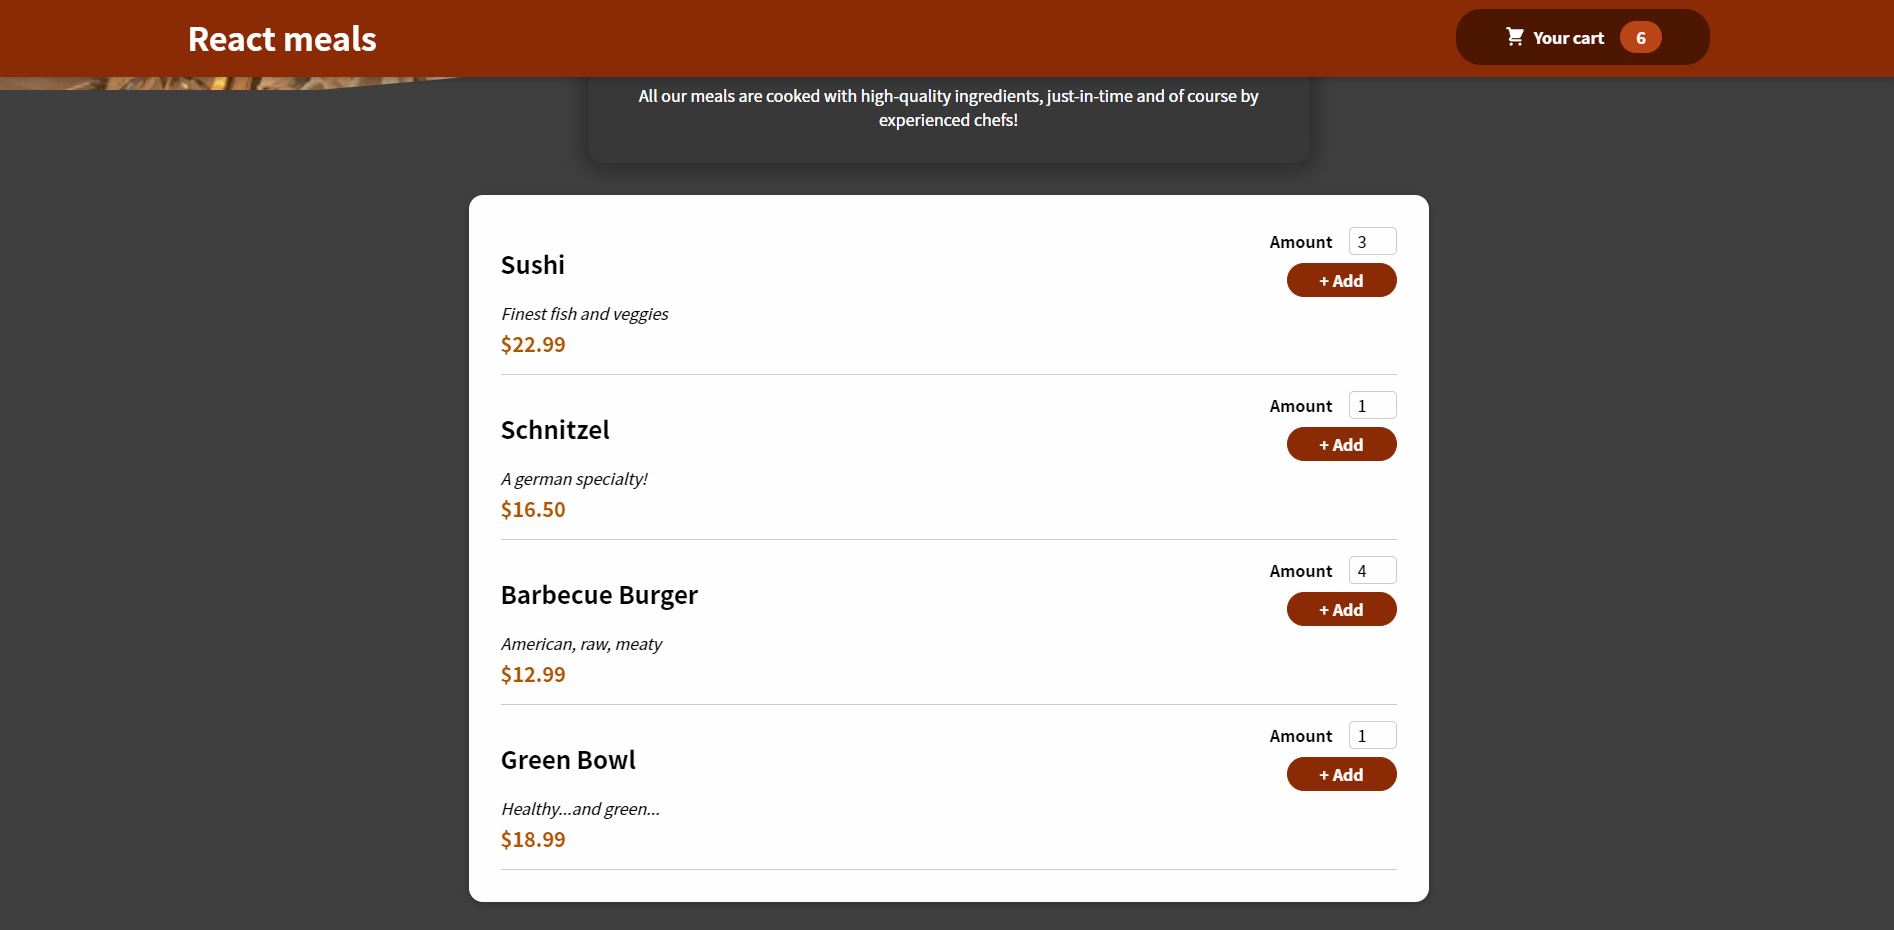 React meals
Your cart 6
All our meals are cooked with high-quality ingredients, just-in-time and of course by
experienced chefs!
Sushi
Amount 3
+ Add
Finest fish and veggies
$22.99
Schnitzel
Amount 1
+ Add
A german specialty!
$16.50
Barbecue Burger
Amount 4
+ Add
American, raw, meaty
$12.99
Green Bowl
Amount 1
+ Add
Healthy...and green...
$18.99